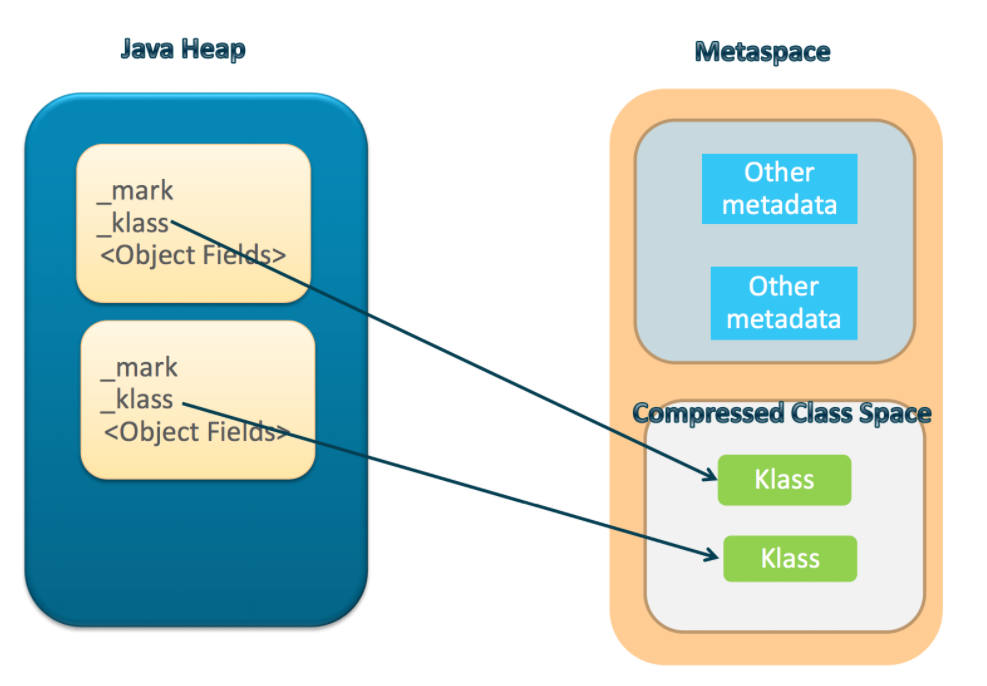 Java Heap
Metaspace
_mark
_klass
<Object Fields>
_mark
_klass
<Object Fields>
Other
metadata
Other
metadata
Compressed Class Space
Klass
Klass